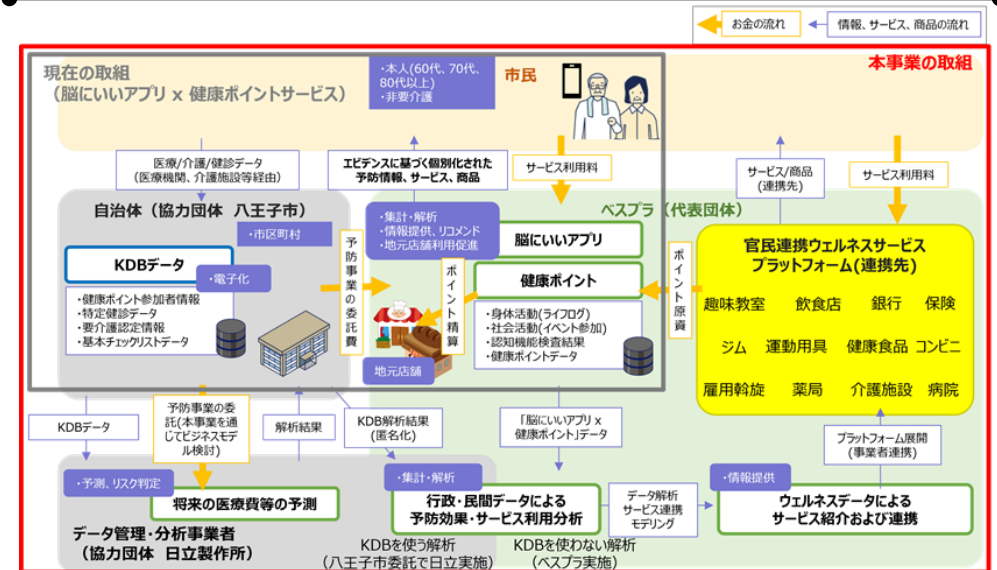 お金の流れ
情報、サービス、商品の流れ
現在の取組
（脳にいいアプリ x 健康ポイントサービス）
・本人(60代、70代、
80代以上)
・非要介護
市民
本事業の取組
医療/介護/健診データ
（医療機関、介護施設等経由）
エビデンスに基づく個別化された
予防情報、サービス、商品
サービス利用料
サービス/商品
(連携先)
サービス利用料
自治体（協力団体 八王子市）
・市区町村
KDBデータ
・電子化
・健康ポイント参加者情報
・特定健診データ
・要介護認定情報
・基本チェックリストデータ
予防事業の委託費
・集計・解析
・情報提供、リコメンド
・地元店舗利用促進
ポイント精算
地元店舗
ベスプラ（代表団体）
脳にいいアプリ
健康ポイント
・身体活動(ライフログ)
・社会活動(イベント参加)
・認知機能検査結果
・健康ポイントデータ
ポイント原資
官民連携ウェルネスサービス
プラットフォーム(連携先)
趣味教室 飲食店 銀行 保険
ジム 運動用具 健康食品 コンビニ
雇用斡旋 薬局 介護施設 病院
KDBデータ
予防事業の委
託(本事業を通
じてビジネスモデ
ル検討)
解析結果
KDB解析結果
(匿名化)
「脳にいいアプリ x
健康ポイント」データ
プラットフォーム展開
(事業者連携)
・予測、リスク判定
将来の医療費等の予測
データ管理・分析事業者
（協力団体 日立製作所）
・集計・解析
行政・民間データによる
予防効果・サービス利用分析
データ解析
サービス連携
モデリング
・情報提供
ウェルネスデータによる
サービス紹介および連携
KDBを使う解析
（八王子市委託で日立実施）
KDBを使わない解析
（ベスプラ実施）